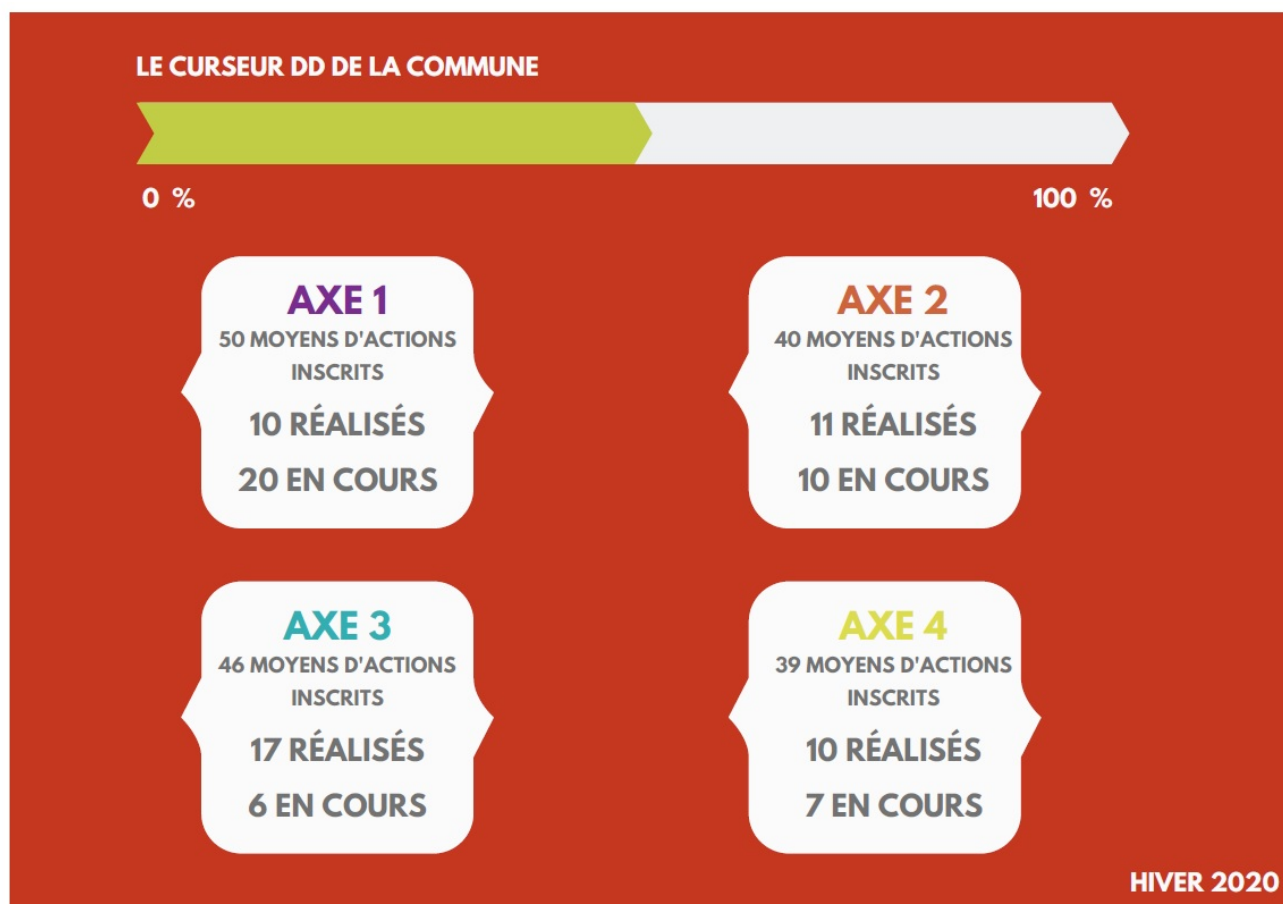 LE CURSEUR DD DE LA COMMUNE
0 %
100 %
AXE 1
50 MOYENS D'ACTIONS
INSCRITS
10 RÉALISÉS
20 EN COURS
AXE 2
40 MOYENS D'ACTIONS
INSCRITS
11 RÉALISÉS
10 EN COURS
AXE 3
46 MOYENS D'ACTIONS
INSCRITS
17 RÉALISÉS
6 EN COURS
AXE 4
39 MOYENS D'ACTIONS
INSCRITS
10 RÉALISÉS
7 EN COURS
HIVER 2020